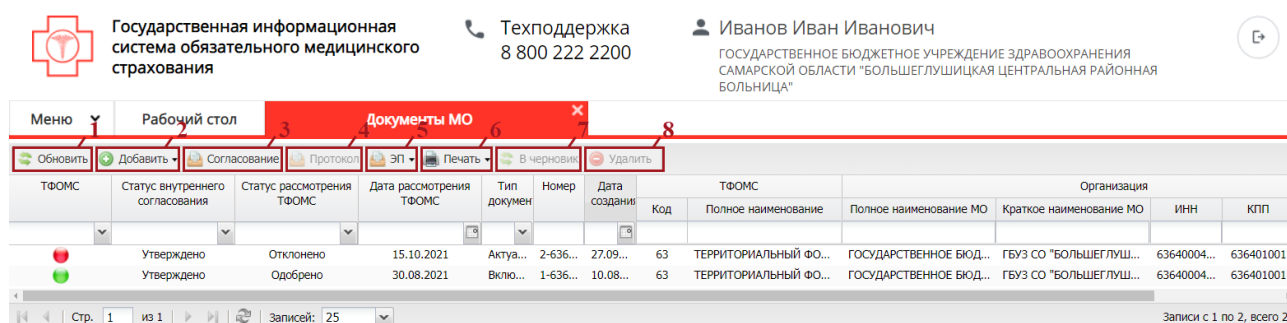 Государственная информационная
система обязательного медицинского
страхования
Техподдержка
8 800 222 2200
Иванов Иван Иванович
ГОСУДАРСТВЕННОЕ БЮДЖЕТНОЕ УЧРЕЖДЕНИЕ ЗДРАВООХРАНЕНИЯ
САМАРСКОЙ ОБЛАСТИ "БОЛЬШЕГЛУШИЦКАЯ ЦЕНТРАЛЬНАЯ РАЙОННАЯ
БОЛЬНИЦА"
Меню Рабочий стол Документы МО
1 2 3 4 5 6 7 8
Обновить Добавить Согласование Протокол ЭП Печать В черновик Удалить
ТФОМС Статус внутреннего согласования Статус рассмотрения ТФОМС Дата рассмотрения ТФОМС Тип докумен Номер Дата создания ТФОМС Организация
Код Полное наименование Полное наименование МО Краткое наименование МО ИНН КПП
Утверждено Отклонено 15.10.2021 Актуа... 2-636... 27.09... 63 ТЕРРИТОРИАЛЬНЫЙ ФО... ГОСУДАРСТВЕННОЕ БЮД... ГБУЗ СО "БОЛЬШЕГЛУШ... 63640004... 636401001
Утверждено Одобрено 30.08.2021 Вклю... 1-636... 10.08... 63 ТЕРРИТОРИАЛЬНЫЙ ФО... ГОСУДАРСТВЕННОЕ БЮД... ГБУЗ СО "БОЛЬШЕГЛУШ... 63640004... 636401001
Стр. 1 из 1 Записей: 25 Записи с 1 по 2, всего 2